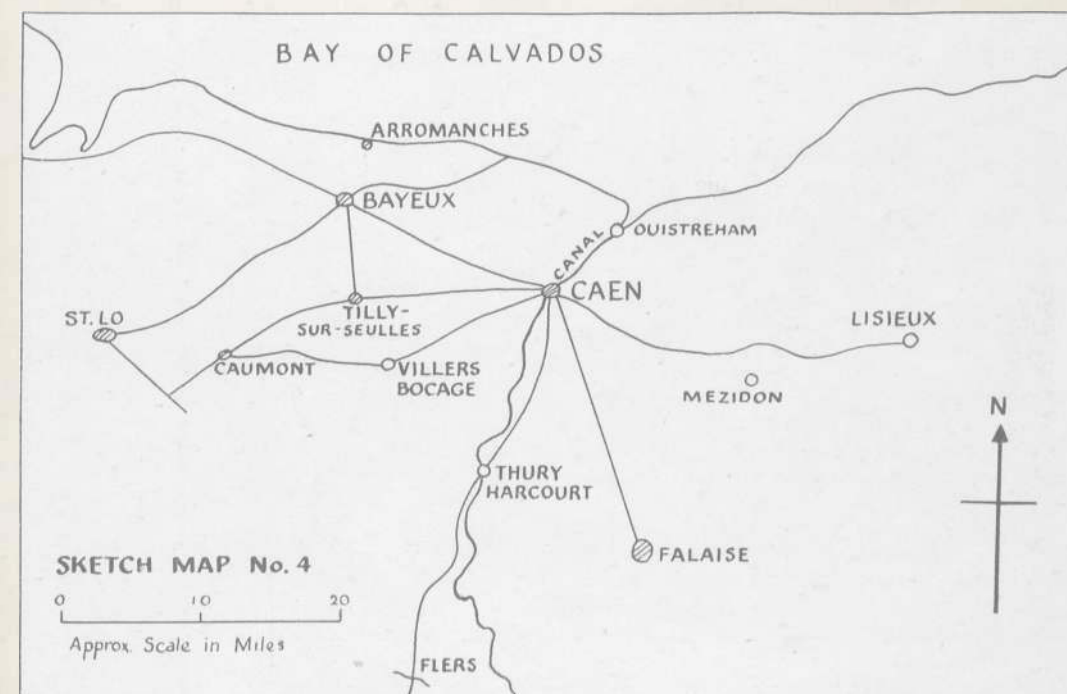 BAY OF CALVADOS
ARROMANCHES
BAYEUX
CANAL
OUISTREHAM
CAEN
ST. LO
TILLY-
SUR-SEULLES
LISIEUX
CAUMONT
VILLERS
BOCAGE
MEZIDON
N
THURY
HARCOURT
FALAISE
SKETCH MAP No. 4
0 10 20
Approx. Scale in Miles
FLERS